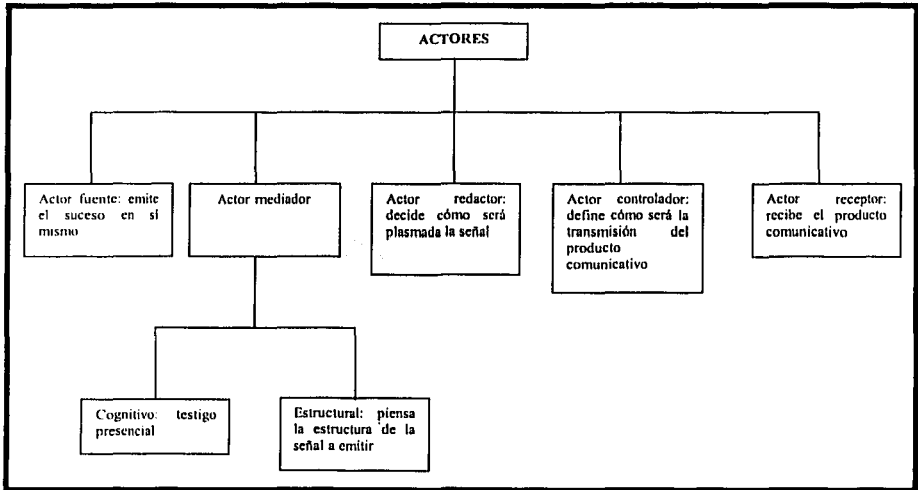 ACTORES
Actor fuente: emite
el suceso en sí
mismo
Actor mediador
Actor redactor:
decide cómo será
plasmada la señal
Actor controlador:
define cómo será la
transmisión del
producto
comunicativo
Actor receptor:
recibe el producto
comunicativo
Cognitivo: testigo
presencial
Estructural: piensa
la estructura de la
señal a emitir